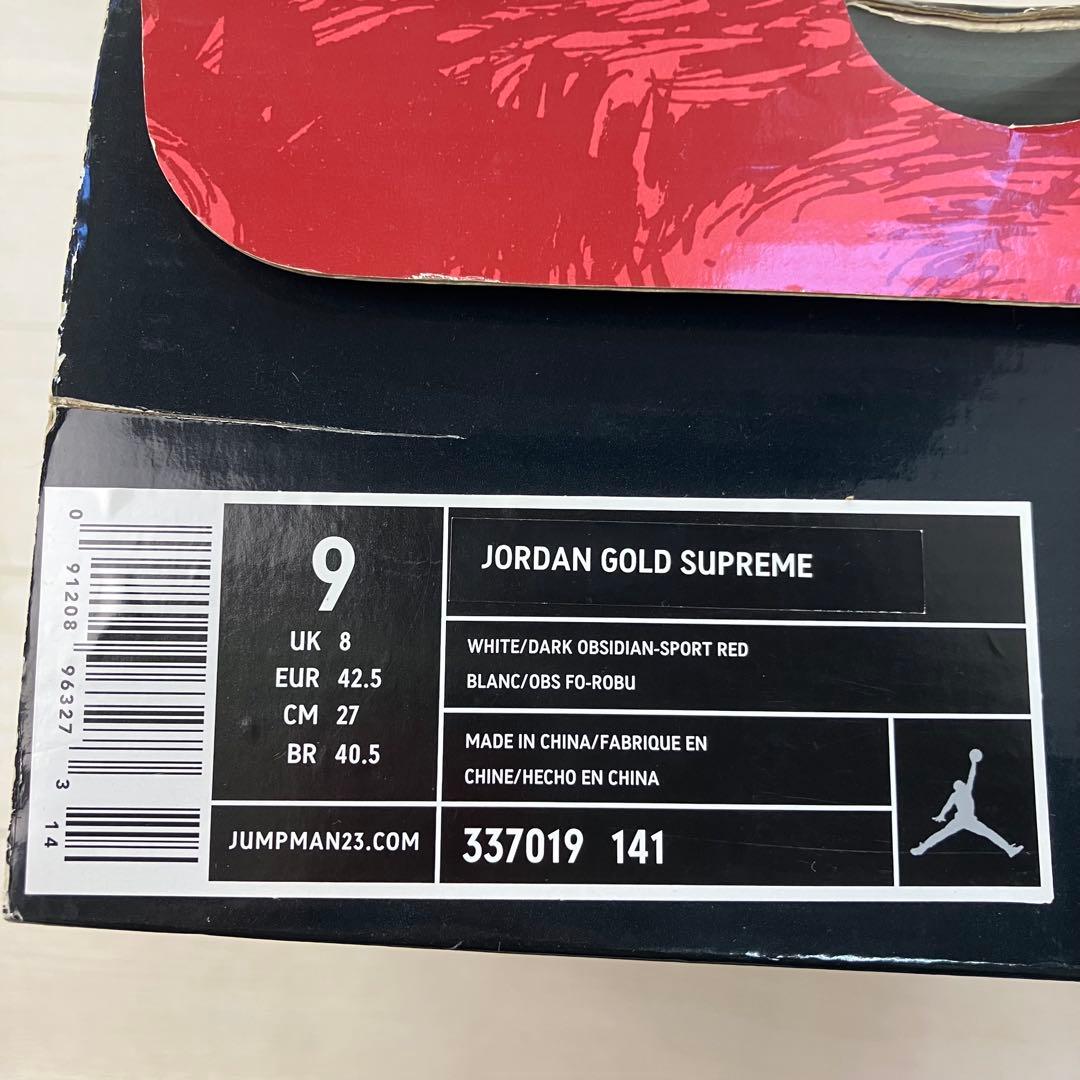 0 91208 96327 3 14
9
UK 8
EUR 42.5
CM 27
BR 40.5
JUMPMAN23.COM
JORDAN GOLD SUPREME
WHITE/DARK OBSIDIAN-SPORT RED
BLANC/OBS FO-ROBU
MADE IN CHINA/FABRIQUE EN
CHINE/HECHO EN CHINA
337019 141